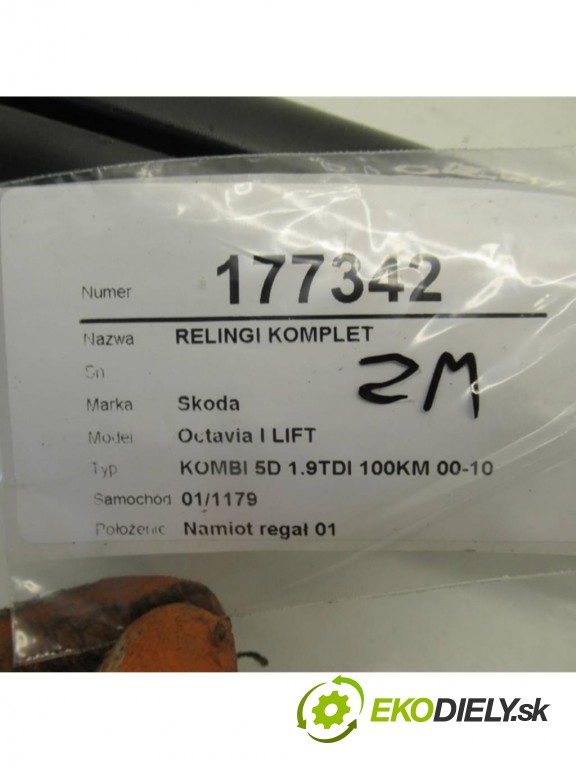 Numer 177342
Nazwa RELINGI KOMPLET
Sn
ZM
Marka Skoda
Model Octavia I LIFT
Typ KOMBI 5D 1.9TDI 100KM 00-10
Samochód 01/1179
Położenie Namiot regał 01
EKODIELY.sk